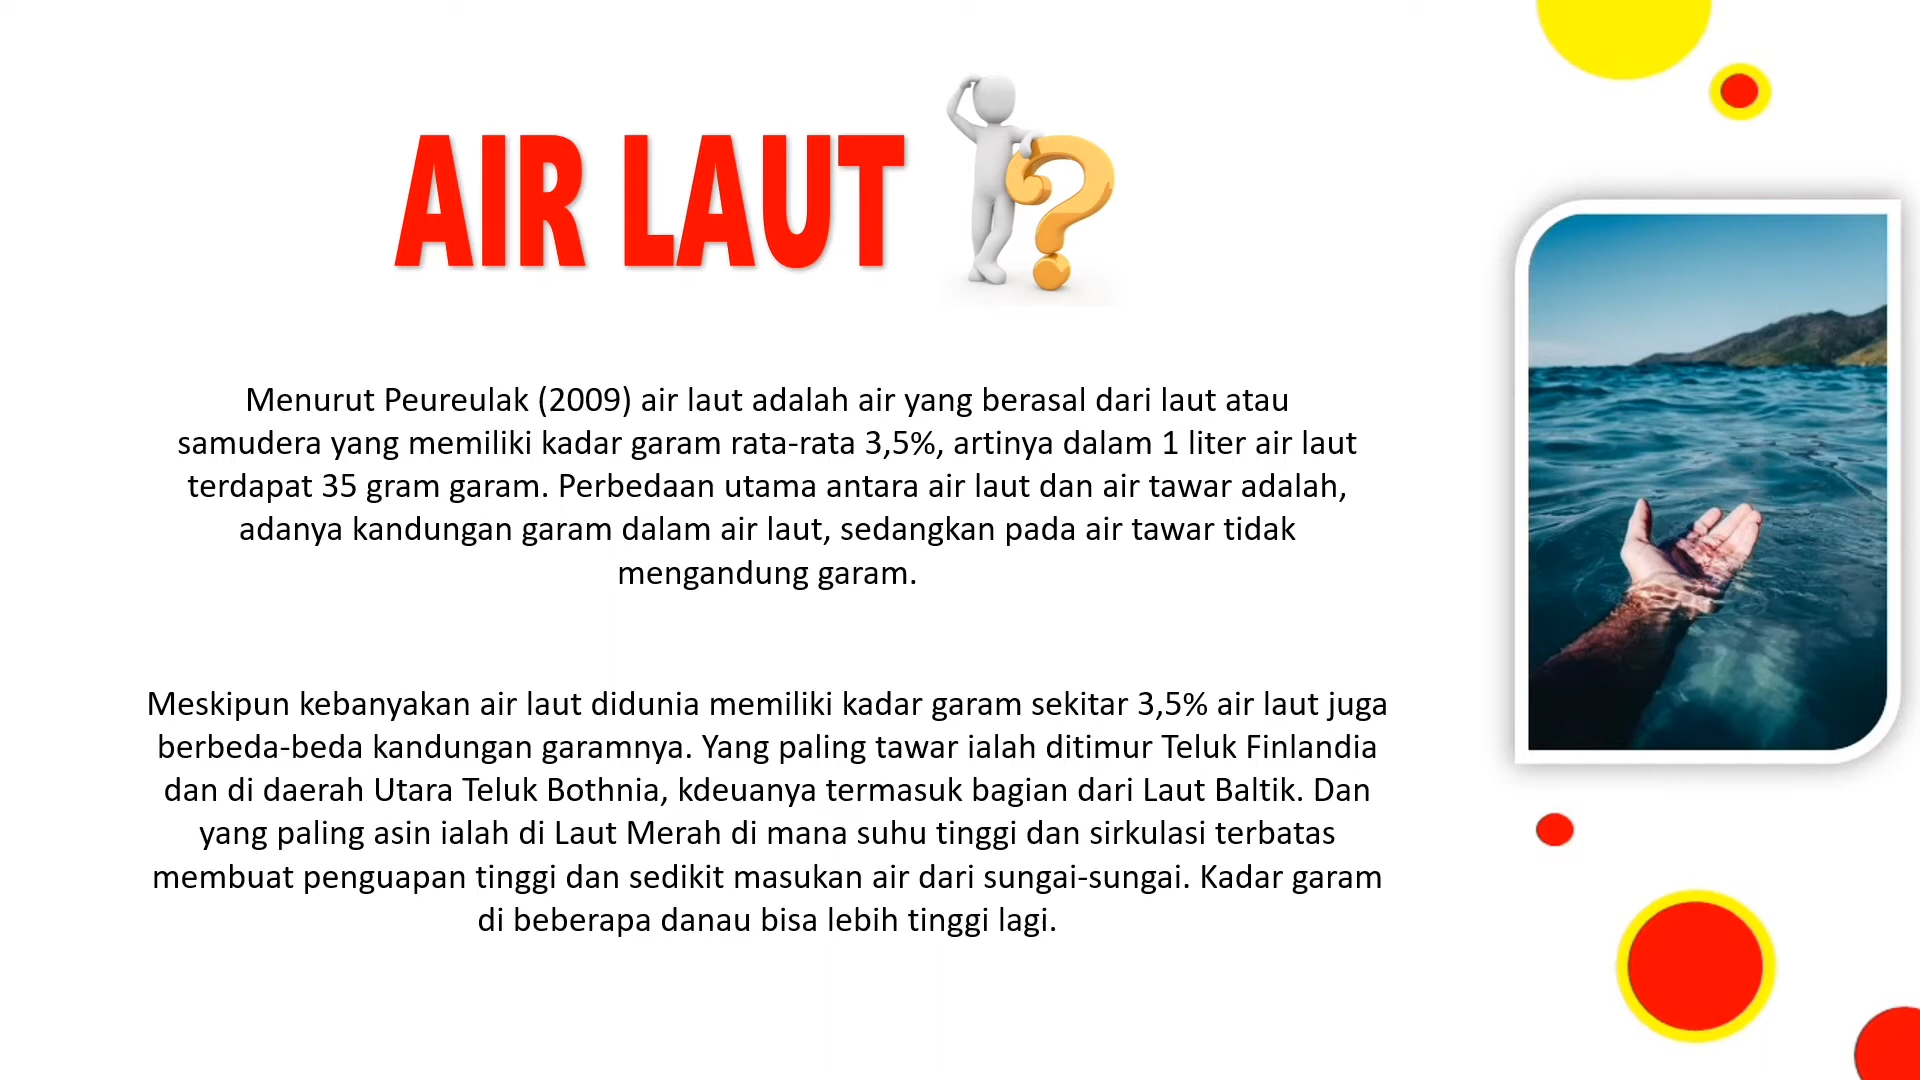 AIR LAUT
Menurut Peureulak (2009) air laut adalah air yang berasal dari laut atau
samudera yang memiliki kadar garam rata-rata 3,5%, artinya dalam 1 liter air laut
terdapat 35 gram garam. Perbedaan utama antara air laut dan air tawar adalah,
adanya kandungan garam dalam air laut, sedangkan pada air tawar tidak
mengandung garam.
Meskipun kebanyakan air laut didunia memiliki kadar garam sekitar 3,5% air laut juga
berbeda-beda kandungan garamnya. Yang paling tawar ialah ditimur Teluk Finlandia
dan di daerah Utara Teluk Bothnia, kdeuanya termasuk bagian dari Laut Baltik. Dan
yang paling asin ialah di Laut Merah di mana suhu tinggi dan sirkulasi terbatas
membuat penguapan tinggi dan sedikit masukan air dari sungai-sungai. Kadar garam
di beberapa danau bisa lebih tinggi lagi.